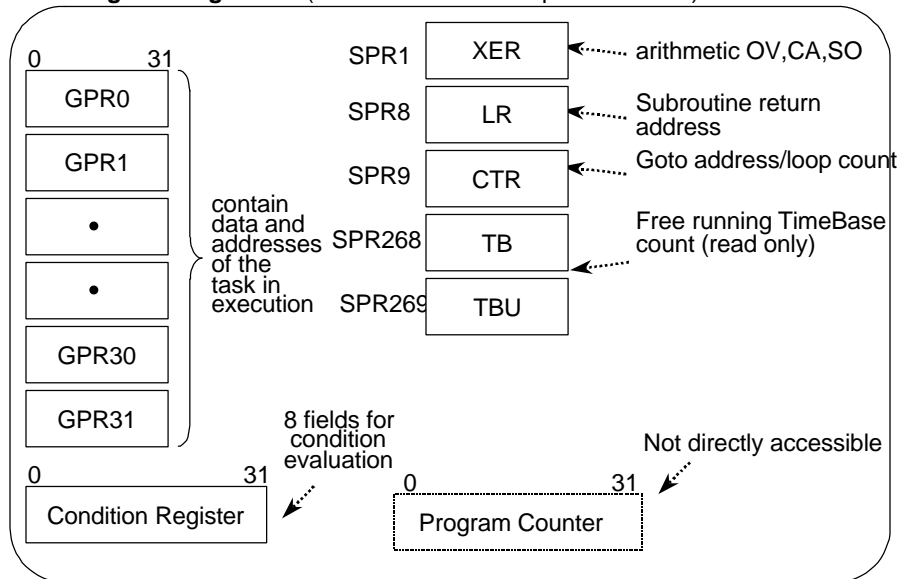 0 31
GPR0
GPR1
•
•
GPR30
GPR31
contain
data and
addresses
of the
task in
execution
SPR1 XER arithmetic OV,CA,SO
SPR8 LR Subroutine return
address
SPR9 CTR Goto address/loop count
SPR268 TB Free running TimeBase
count (read only)
SPR269 TBU
8 fields for
condition
evaluation
0 31
Condition Register
Not directly accessible
0 31
Program Counter